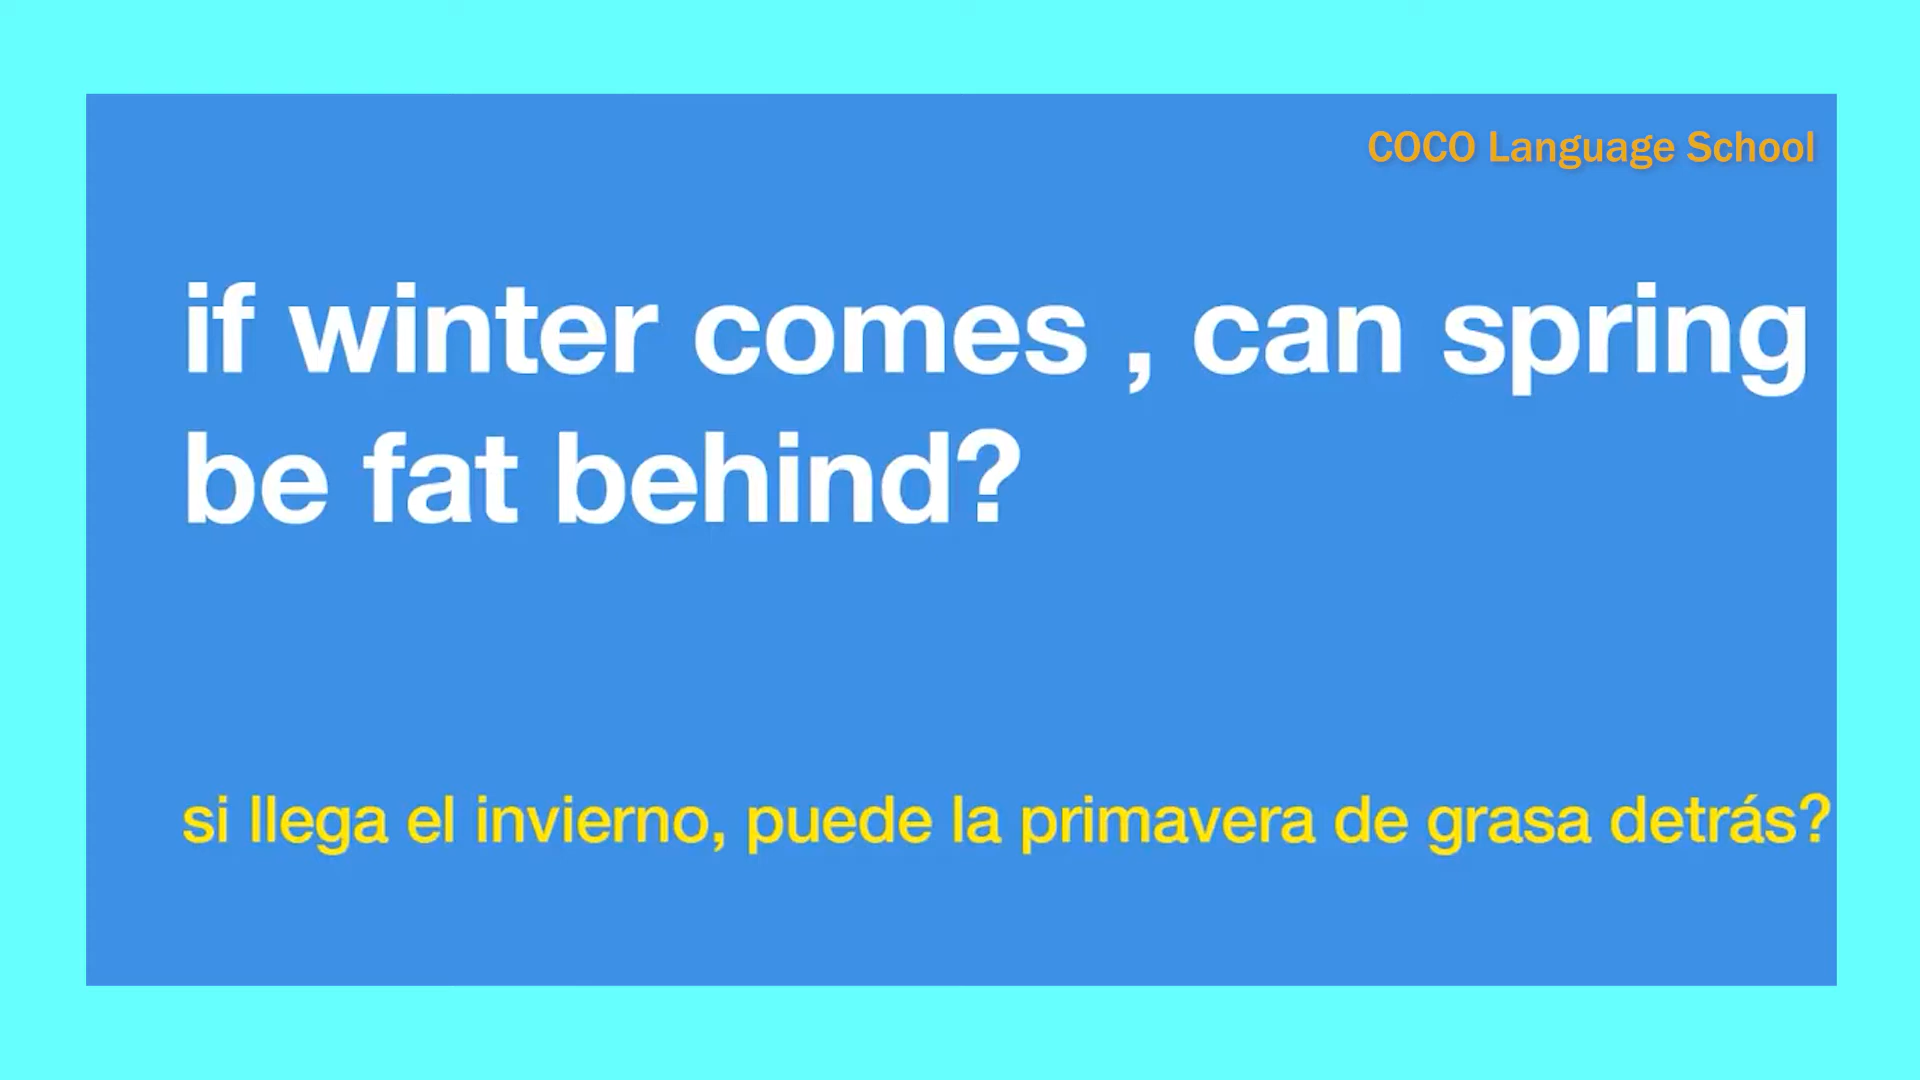 COCO Language School
if winter comes , can spring
be fat behind?
si llega el invierno, puede la primavera de grasa detrás?